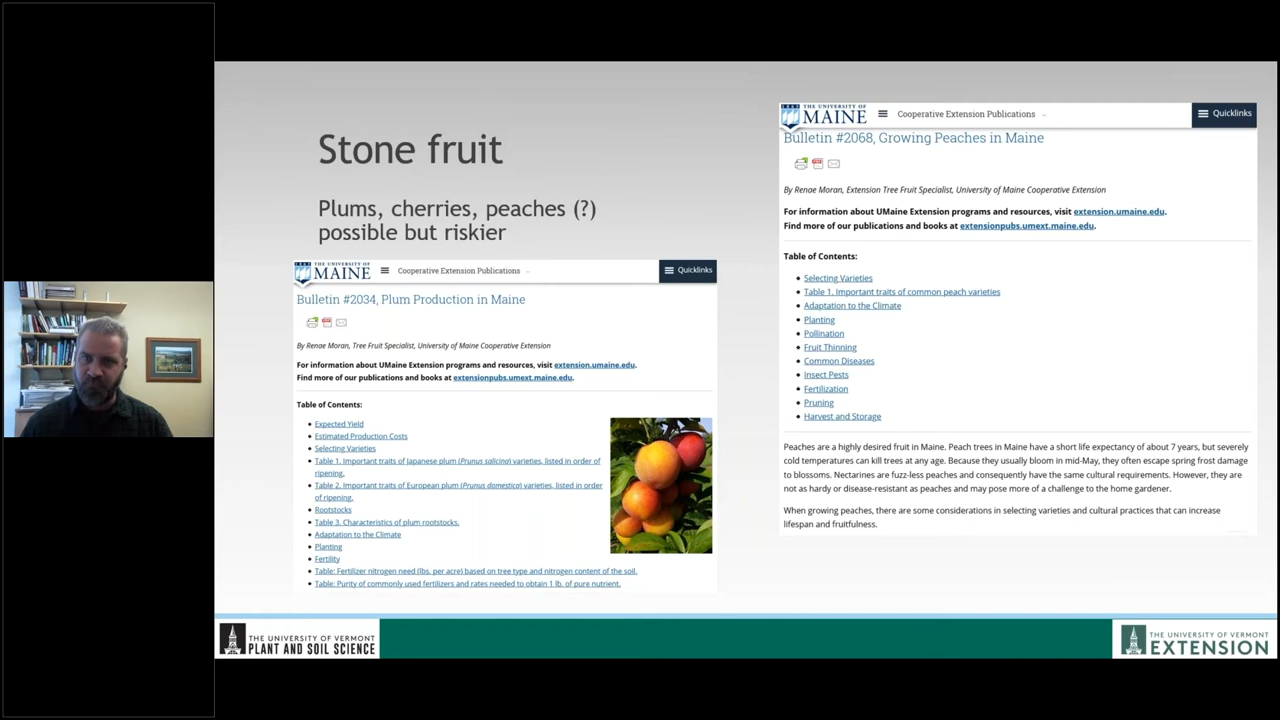 Stone fruit
Plums, cherries, peaches (?)
possible but riskier
1865
THE UNIVERSITY OF
MAINE
Cooperative Extension Publications
Quicklinks
Bulletin #2034, Plum Production in Maine
By Renae Moran, Tree Fruit Specialist, University of Maine Cooperative Extension
For information about UMaine Extension programs and resources, visit extension.umaine.edu.
Find more of our publications and books at extensionpubs.umext.maine.edu.
Table of Contents:
Expected Yield
Estimated Production Costs
Selecting Varieties
Table 1. Important traits of Japanese plum (Prunus salicina) varieties, listed in order of
ripening.
Table 2. Important traits of European plum (Prunus domestica) varieties, listed in order
of ripening.
Rootstocks
Table 3. Characteristics of plum rootstocks.
Adaptation to the Climate
Planting
Fertility
Table: Fertilizer nitrogen need (lbs. per acre) based on tree type and nitrogen content of the soil.
Table: Purity of commonly used fertilizers and rates needed to obtain 1 lb. of pure nutrient.
THE UNIVERSITY OF
MAINE
Cooperative Extension Publications
Quicklinks
Bulletin #2068, Growing Peaches in Maine
By Renae Moran, Extension Tree Fruit Specialist, University of Maine Cooperative Extension
For information about UMaine Extension programs and resources, visit extension.umaine.edu.
Find more of our publications and books at extensionpubs.umext.maine.edu.
Table of Contents:
Selecting Varieties
Table 1. Important traits of common peach varieties
Adaptation to the Climate
Planting
Pollination
Fruit Thinning
Common Diseases
Insect Pests
Fertilization
Pruning
Harvest and Storage
Peaches are a highly desired fruit in Maine. Peach trees in Maine have a short life expectancy of about 7 years, but severely
cold temperatures can kill trees at any age. Because they usually bloom in mid-May, they often escape spring frost damage
to blossoms. Nectarines are fuzz-less peaches and consequently have the same cultural requirements. However, they are
not as hardy or disease-resistant as peaches and may pose more of a challenge to the home gardener.
When growing peaches, there are some considerations in selecting varieties and cultural practices that can increase
lifespan and fruitfulness.
THE UNIVERSITY OF VERMONT
PLANT AND SOIL SCIENCE
THE UNIVERSITY OF VERMONT
EXTENSION